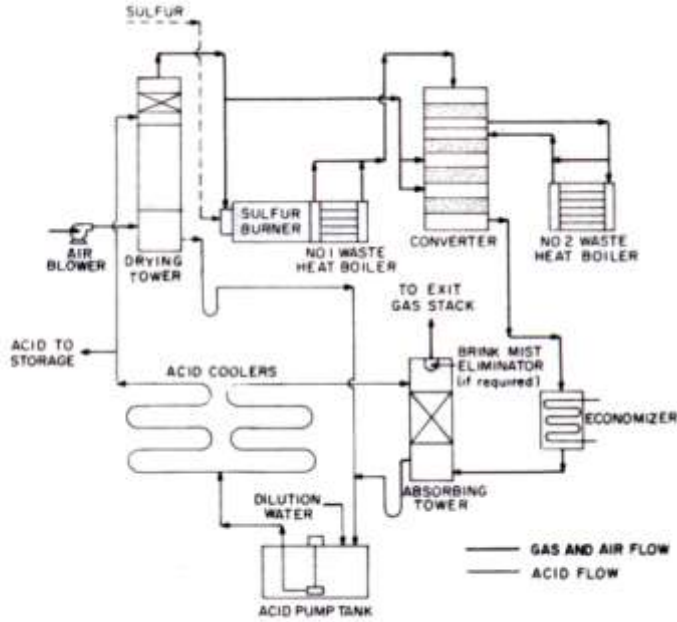 SULFUR
SULFUR
BURNER
NO 1 WASTE
HEAT BOILER
CONVERTER
NO 2 WASTE
HEAT BOILER
AIR
BLOWER
DRYING
TOWER
TO EXIT
GAS STACK
ACID TO
STORAGE
BRINK MIST
ELIMINATOR
(if required)
ACID COOLERS
ECONOMIZER
ABSORBING
TOWER
DILUTION
WATER
ACID PUMP TANK
GAS AND AIR FLOW
ACID FLOW